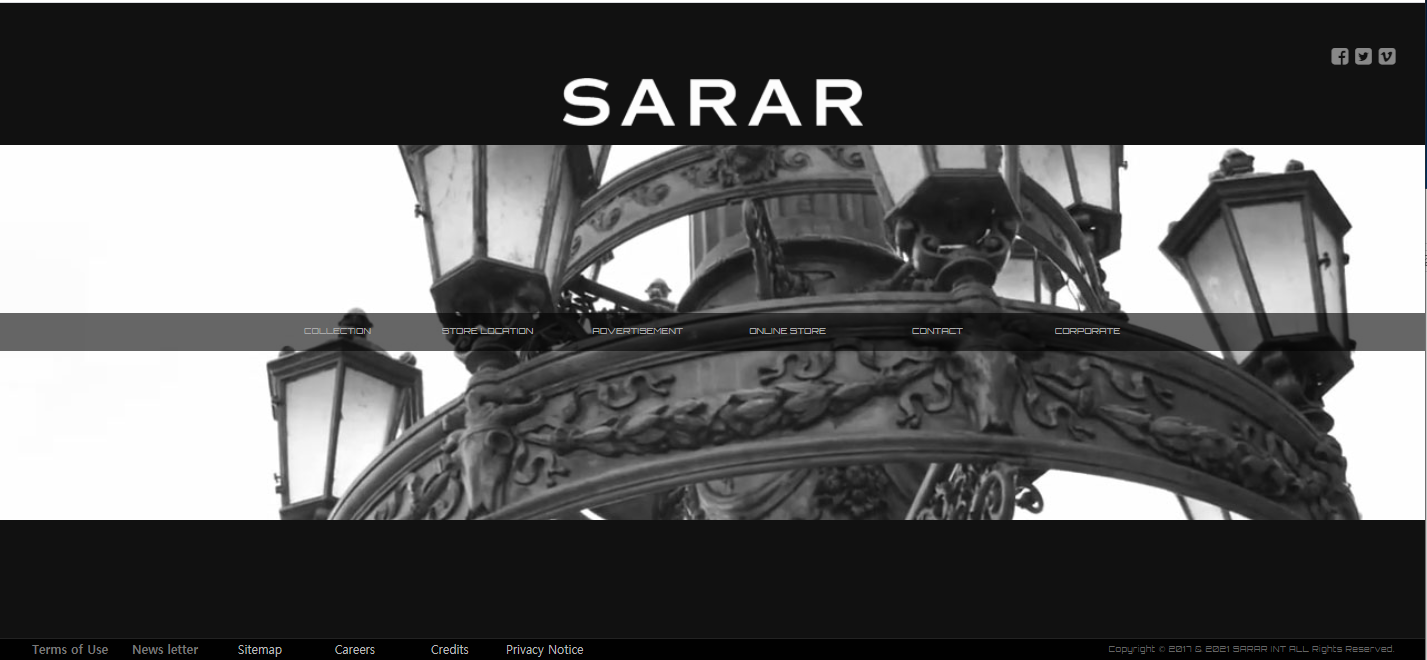 SARAR
COLLECTION STORE LOCATION ADVERTISEMENT ONLINE STORE CONTACT CORPORATE
Terms of Use News letter Sitemap Careers Credits Privacy Notice Copyright © 2017 & 2021 SARAR INT ALL Rights Reserved.